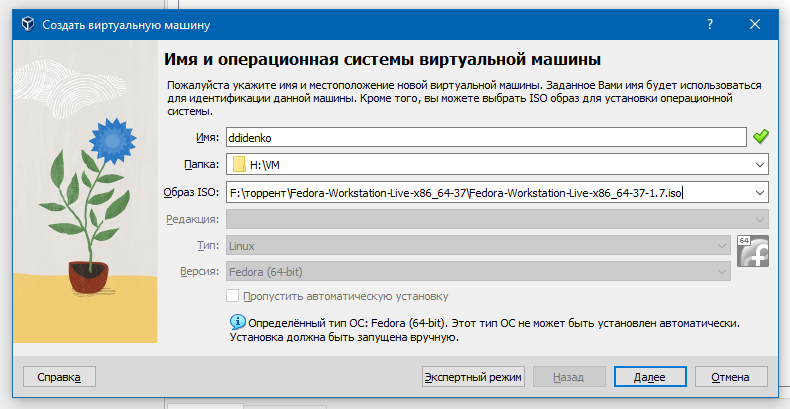 Создать виртуальную машину
Имя и операционная системы виртуальной машины
Пожалуйста укажите имя и местоположение новой виртуальной машины. Заданное Вами имя будет использоваться
для идентификации данной машины. Кроме того, вы можете выбрать ISO образ для установки операционной
системы.
Имя: ddidenko
Папка: H:\VM
Образ ISO: F:\торрент\Fedora-Workstation-Live-x86_64-37\Fedora-Workstation-Live-x86_64-37-1.7.iso
Редакция:
Тип: Linux
64
Версия: Fedora (64-bit)
Пропустить автоматическую установку
Определённый тип ОС: Fedora (64-bit). Этот тип ОС не может быть установлен автоматически.
Установка должна быть запущена вручную.
Справка Экспертный режим Назад Далее Отмена